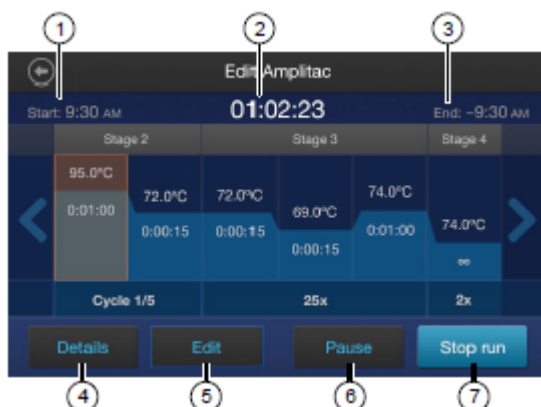 1 2 3
Edit Amplitac
Start: 9:30 AM 01:02:23 End: ~9:30 AM
Stage 2 Stage 3 Stage 4
95.0°C 72.0°C 72.0°C 69.0°C 74.0°C 74.0°C
0:01:00 0:00:15 0:00:15 0:00:15 0:01:00 ∞
Cycle 1/5 25x 2x
Details Edit Pause Stop run
4 5 6 7